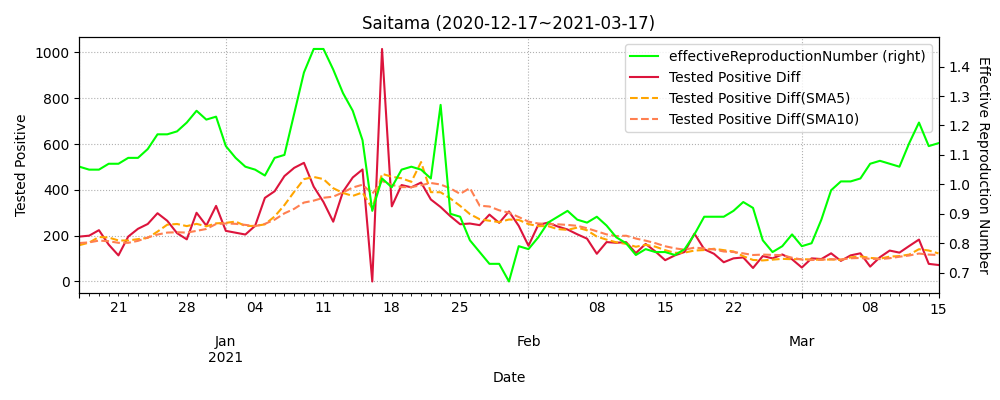 Saitama (2020-12-17~2021-03-17)
effectiveReproductionNumber (right)
Tested Positive Diff
Tested Positive Diff(SMA5)
Tested Positive Diff(SMA10)
Tested Positive
1000
800
600
400
200
0
Effective Reproduction Number
1.4
1.3
1.2
1.1
1.0
0.9
0.8
0.7
21 28 04 11 18 25 08 15 22 08 15
Jan Feb Mar
2021
Date